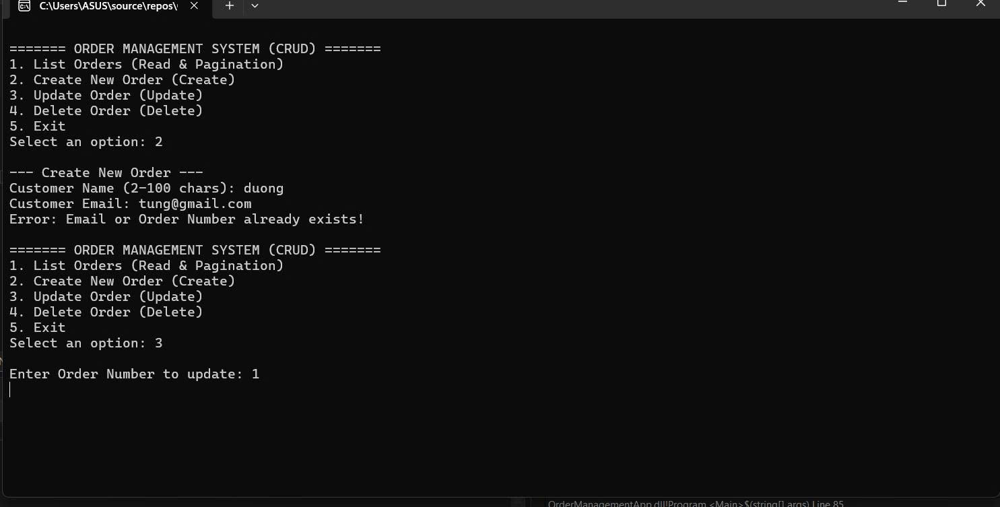 C:\Users\ASUS\source\repos\
======= ORDER MANAGEMENT SYSTEM (CRUD) =======
1. List Orders (Read & Pagination)
2. Create New Order (Create)
3. Update Order (Update)
4. Delete Order (Delete)
5. Exit
Select an option: 2
--- Create New Order ---
Customer Name (2-100 chars): duong
Customer Email: tung@gmail.com
Error: Email or Order Number already exists!
======= ORDER MANAGEMENT SYSTEM (CRUD) =======
1. List Orders (Read & Pagination)
2. Create New Order (Create)
3. Update Order (Update)
4. Delete Order (Delete)
5. Exit
Select an option: 3
Enter Order Number to update: 1
OrderManagementApp.dll!Program.<Main>$(string[] args) Line 85